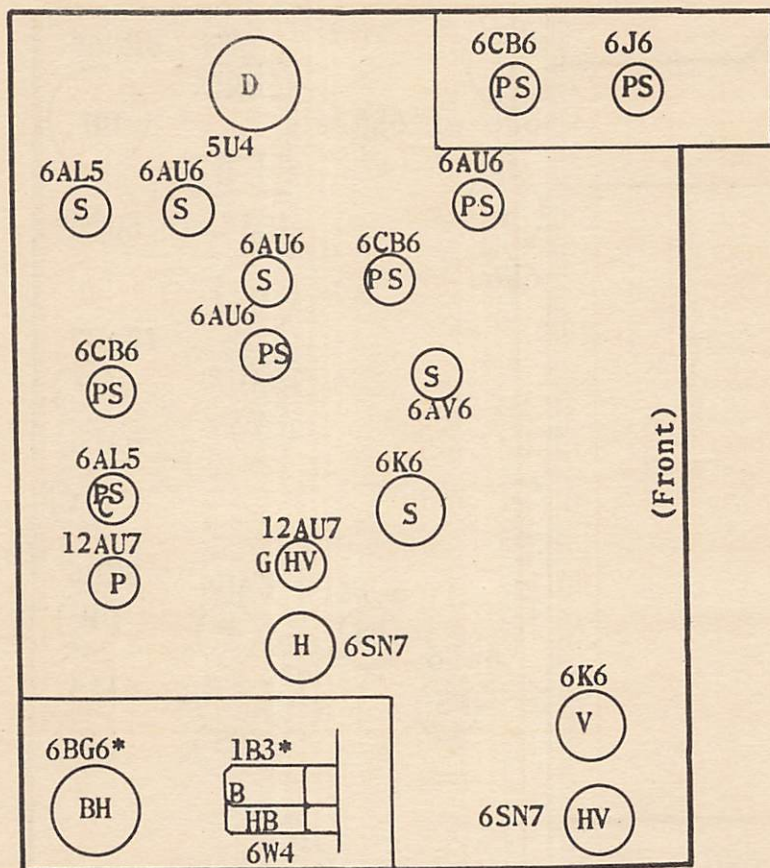 6CB6 6J6
PS PS
D
5U4
6AL5 6AU6 6AU6
S S PS
6AU6 6CB6
S PS
6AU6
PS
6CB6
PS
S
6AV6
6AL5
PS
C
6K6
S
(Front)
12AU7 12AU7
P G HV
H 6SN7
6K6
V
6BG6* 1B3*
BH B
HB
6W4
6SN7 HV